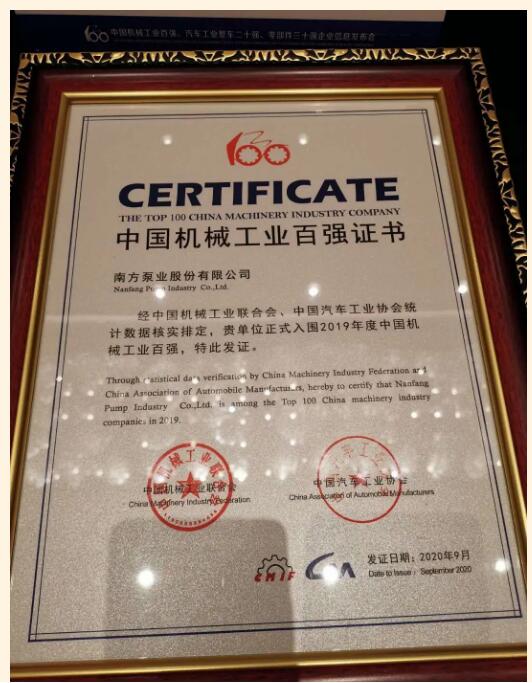 中国机械工业百强、汽车工业整车二十强、零部件三十强企业信息发布会
CERTIFICATE
THE TOP 100 CHINA MACHINERY INDUSTRY COMPANY
中国机械工业百强证书
南方泵业股份有限公司
Nanfang Pump Industry Co.,Ltd.
经中国机械工业联合会、中国汽车工业协会统
计数据核实排定，贵单位正式入围2019年度中国机
械工业百强，特此发证。
Through statistical data verification by China Machinery Industry Federation and
China Association of Automobile Manufacturers, hereby to certify that Nanfang
Pump Industry Co.,Ltd. is among the Top 100 China machinery industry
companies in 2019.
中国机械工业联合会
China Machinery Industry Federation
中国汽车工业协会
China Association of Automobile Manufacturers
CMIF
发证日期：2020年9月
Date to Issue： September 2020